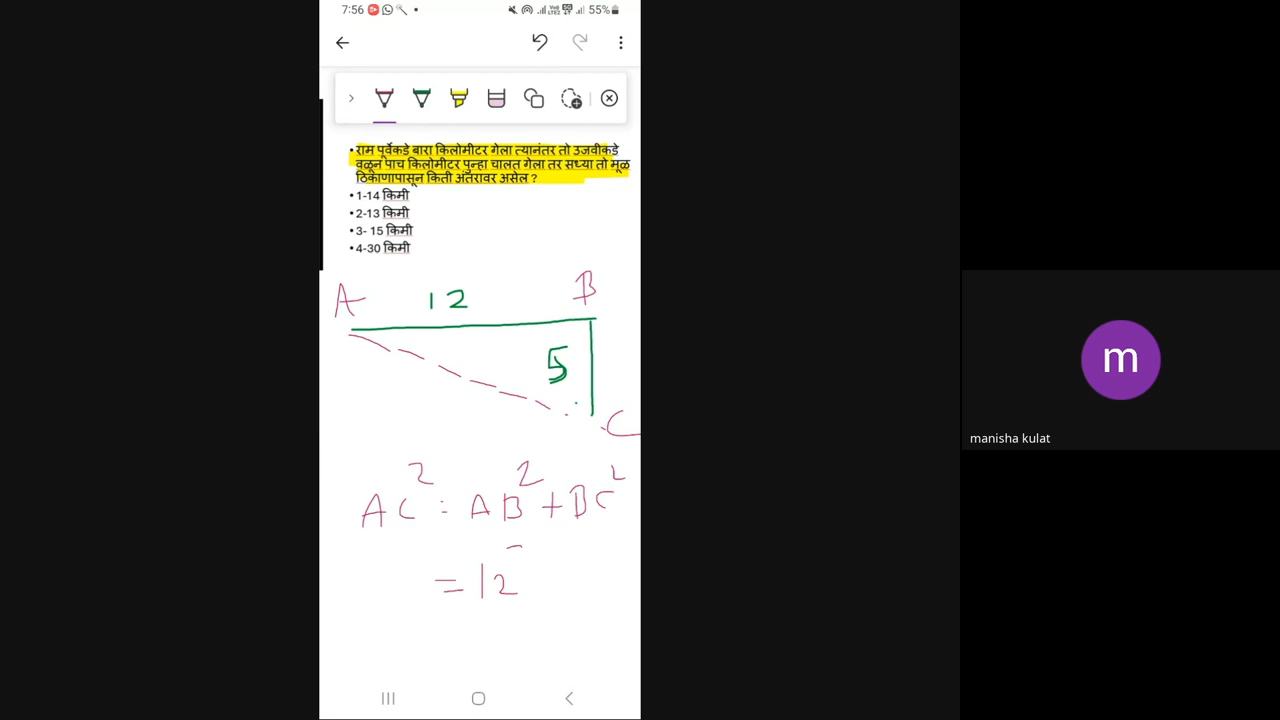 7:56 55%
• राम पूर्वेकडे बारा किलोमीटर गेला त्यानंतर तो उजवीकडे
वळून पाच किलोमीटर पुन्हा चालत गेला तर सध्या तो मूळ
ठिकाणापासून किती अंतरावर असेल ?
• 1-14 किमी
• 2-13 किमी
• 3- 15 किमी
• 4-30 किमी
A 12 B
5
C
AC² = AB² + BC²
= 12
m
manisha kulat